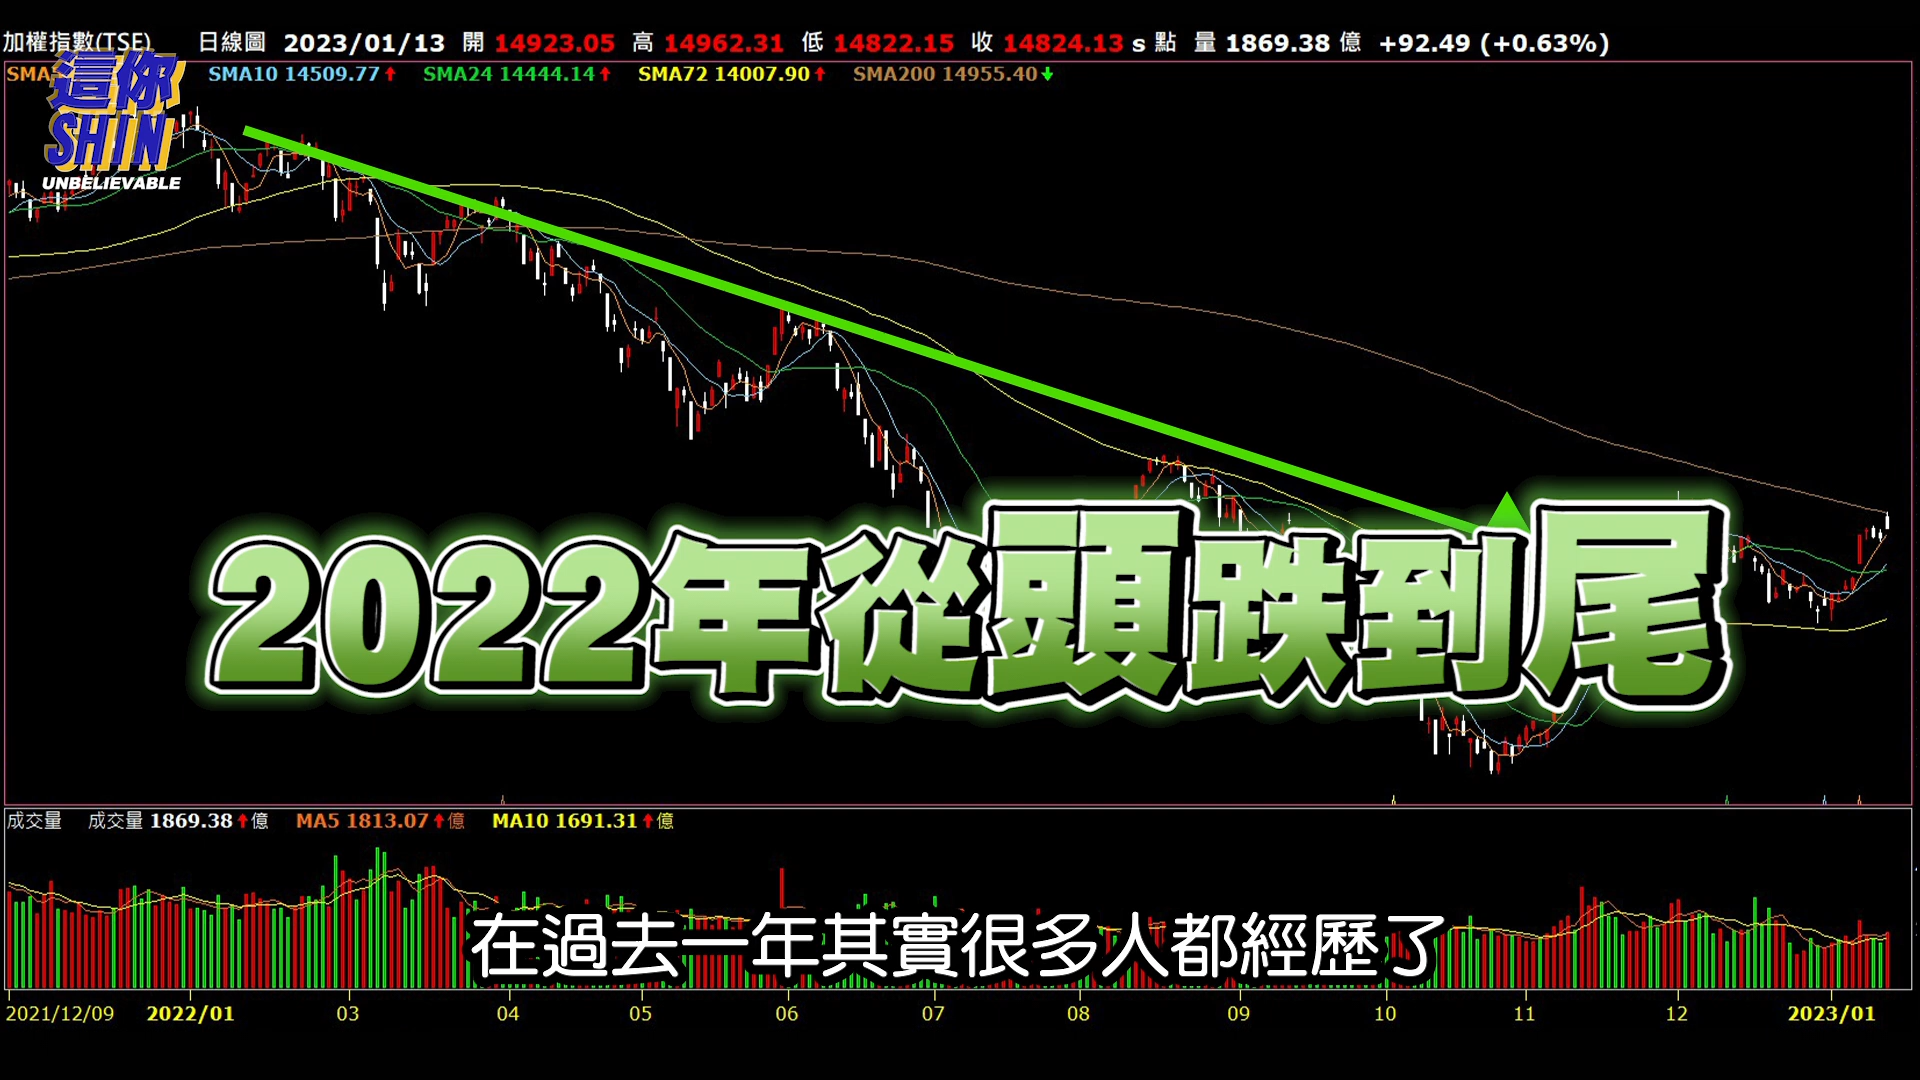 加權指數(TSE) 日線圖 2023/01/13 開 14923.05 高 14962.31 低 14822.15 收 14824.13 s 點 量 1869.38 億 +92.49 (+0.63%)
SMA SMA10 14509.77↑ SMA24 14444.14↑ SMA72 14007.90↑ SMA200 14955.40↓
這你
SHIN
UNBELIEVABLE
2022年從頭跌到尾
成交量 成交量 1869.38↑億 MA5 1813.07↑億 MA10 1691.31↑億
在過去一年其實很多人都經歷了
2021/12/09 2022/01 03 04 05 06 07 08 09 10 11 12 2023/01